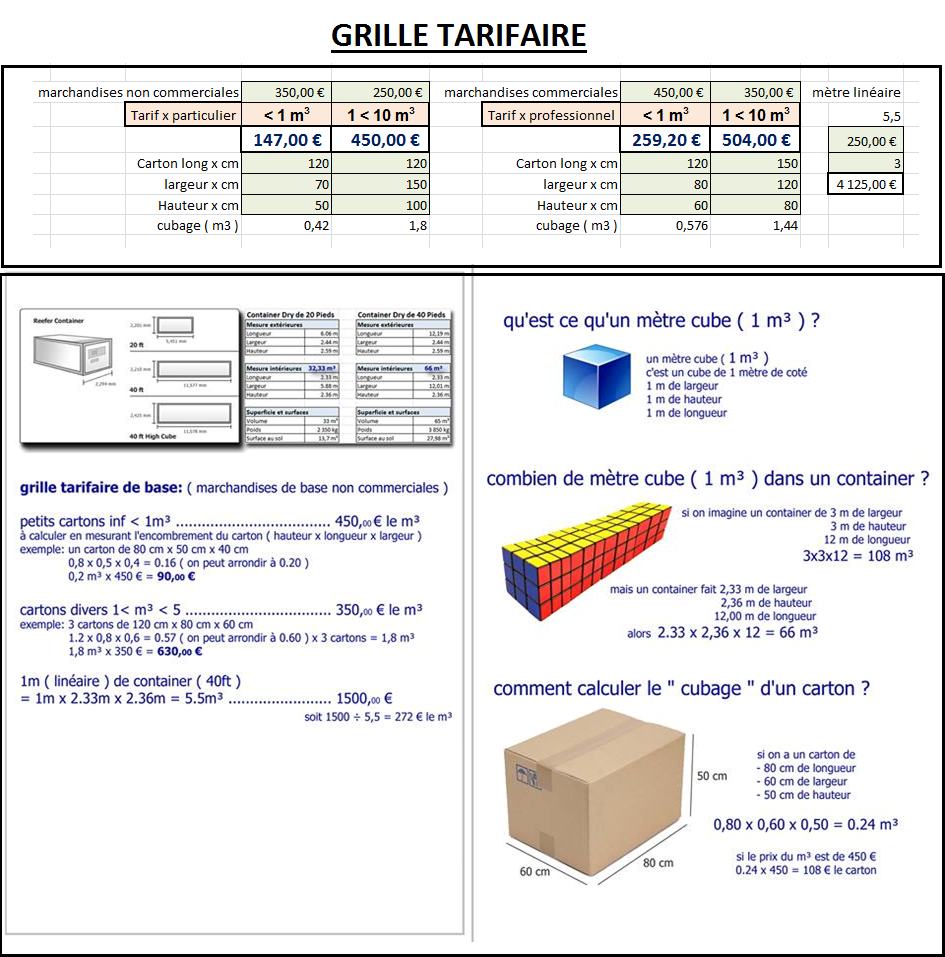 GRILLE TARIFAIRE
marchandises non commerciales 350,00 € 250,00 € marchandises commerciales 450,00 € 350,00 € mètre linéaire
Tarif x particulier < 1 m³ 1 < 10 m³ Tarif x professionnel < 1 m³ 1 < 10 m³ 5,5
147,00 € 450,00 € 259,20 € 504,00 € 250,00 €
Carton long x cm 120 120 Carton long x cm 120 150 3
largeur x cm 70 150 largeur x cm 80 120 4 125,00 €
Hauteur x cm 50 100 Hauteur x cm 60 80
cubage ( m3 ) 0,42 1,8 cubage ( m3 ) 0,576 1,44
Reefer Container
2,294 mm
2,201 mm
5,451 mm
20 ft
2,218 mm
11,577 mm
40 ft
2,425 mm
11,578 mm
40 ft High Cube
Container Dry de 20 Pieds
Mesure extérieures
Longueur 6.06 m
Largeur 2.44 m
Hauteur 2.59 m
Mesure intérieures 32,33 m³
Longueur 2.33 m
Largeur 5.88 m
Hauteur 2.36 m
Superficie et surfaces
Volume 33 m³
Poids 2 350 kg
Surface au sol 13,7 m²
Container Dry de 40 Pieds
Mesure extérieures
Longueur 12,19 m
Largeur 2.44 m
Hauteur 2.59 m
Mesure intérieures 66 m³
Longueur 2.33 m
Largeur 12,01 m
Hauteur 2.36 m
Superficie et surfaces
Volume 65 m³
Poids 3 850 kg
Surface au sol 27,98 m²
grille tarifaire de base: ( marchandises de base non commerciales )
petits cartons inf < 1m³ ................................... 450,00 € le m³
à calculer en mesurant l'encombrement du carton ( hauteur x longueur x largeur )
exemple: un carton de 80 cm x 50 cm x 40 cm
0,8 x 0,5 x 0,4 = 0.16 ( on peut arrondir à 0.20 )
0,2 m³ x 450 € = 90,00 €
cartons divers 1< m³ < 5 ................................. 350,00 € le m³
exemple: 3 cartons de 120 cm x 80 cm x 60 cm
1.2 x 0,8 x 0,6 = 0.57 ( on peut arrondir à 0.60 ) x 3 cartons = 1,8 m³
1,8 m³ x 350 € = 630,00 €
1m ( linéaire ) de container ( 40ft )
= 1m x 2.33m x 2.36m = 5.5m³ ....................... 1500,00 €
soit 1500 ÷ 5,5 = 272 € le m³
qu'est ce qu'un mètre cube ( 1 m³ ) ?
un mètre cube ( 1 m³ )
c'est un cube de 1 mètre de coté
1 m de largeur
1 m de hauteur
1 m de longueur
combien de mètre cube ( 1 m³ ) dans un container ?
si on imagine un container de 3 m de largeur
3 m de hauteur
12 m de longueur
3x3x12 = 108 m³
mais un container fait 2,33 m de largeur
2,36 m de hauteur
12,00 m de longueur
alors 2.33 x 2,36 x 12 = 66 m³
comment calculer le " cubage " d'un carton ?
50 cm
80 cm
60 cm
si on a un carton de
- 80 cm de longueur
- 60 cm de largeur
- 50 cm de hauteur
0,80 x 0,60 x 0,50 = 0.24 m³
si le prix du m³ est de 450 €
0.24 x 450 = 108 € le carton